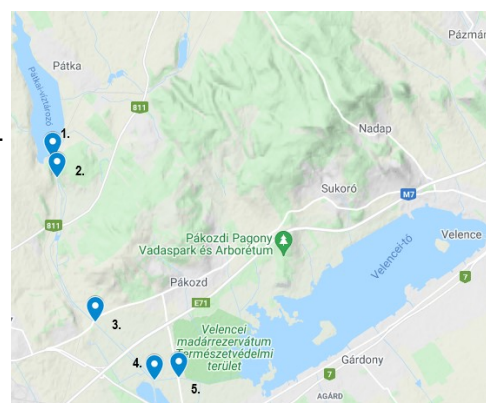 Pázmán
Pátka
Pátkai-víztározó
811
1.
2.
Nadap
Sukoró
M7
811
Pákozdi Pagony
Vadaspark és Arborétum
Velence
Velencei-tó
7
Pákozd
E71
3.
Velencei
madárrezervátum
Természetvédelmi
terület
4.
5.
Gárdony
7
AGÁRD